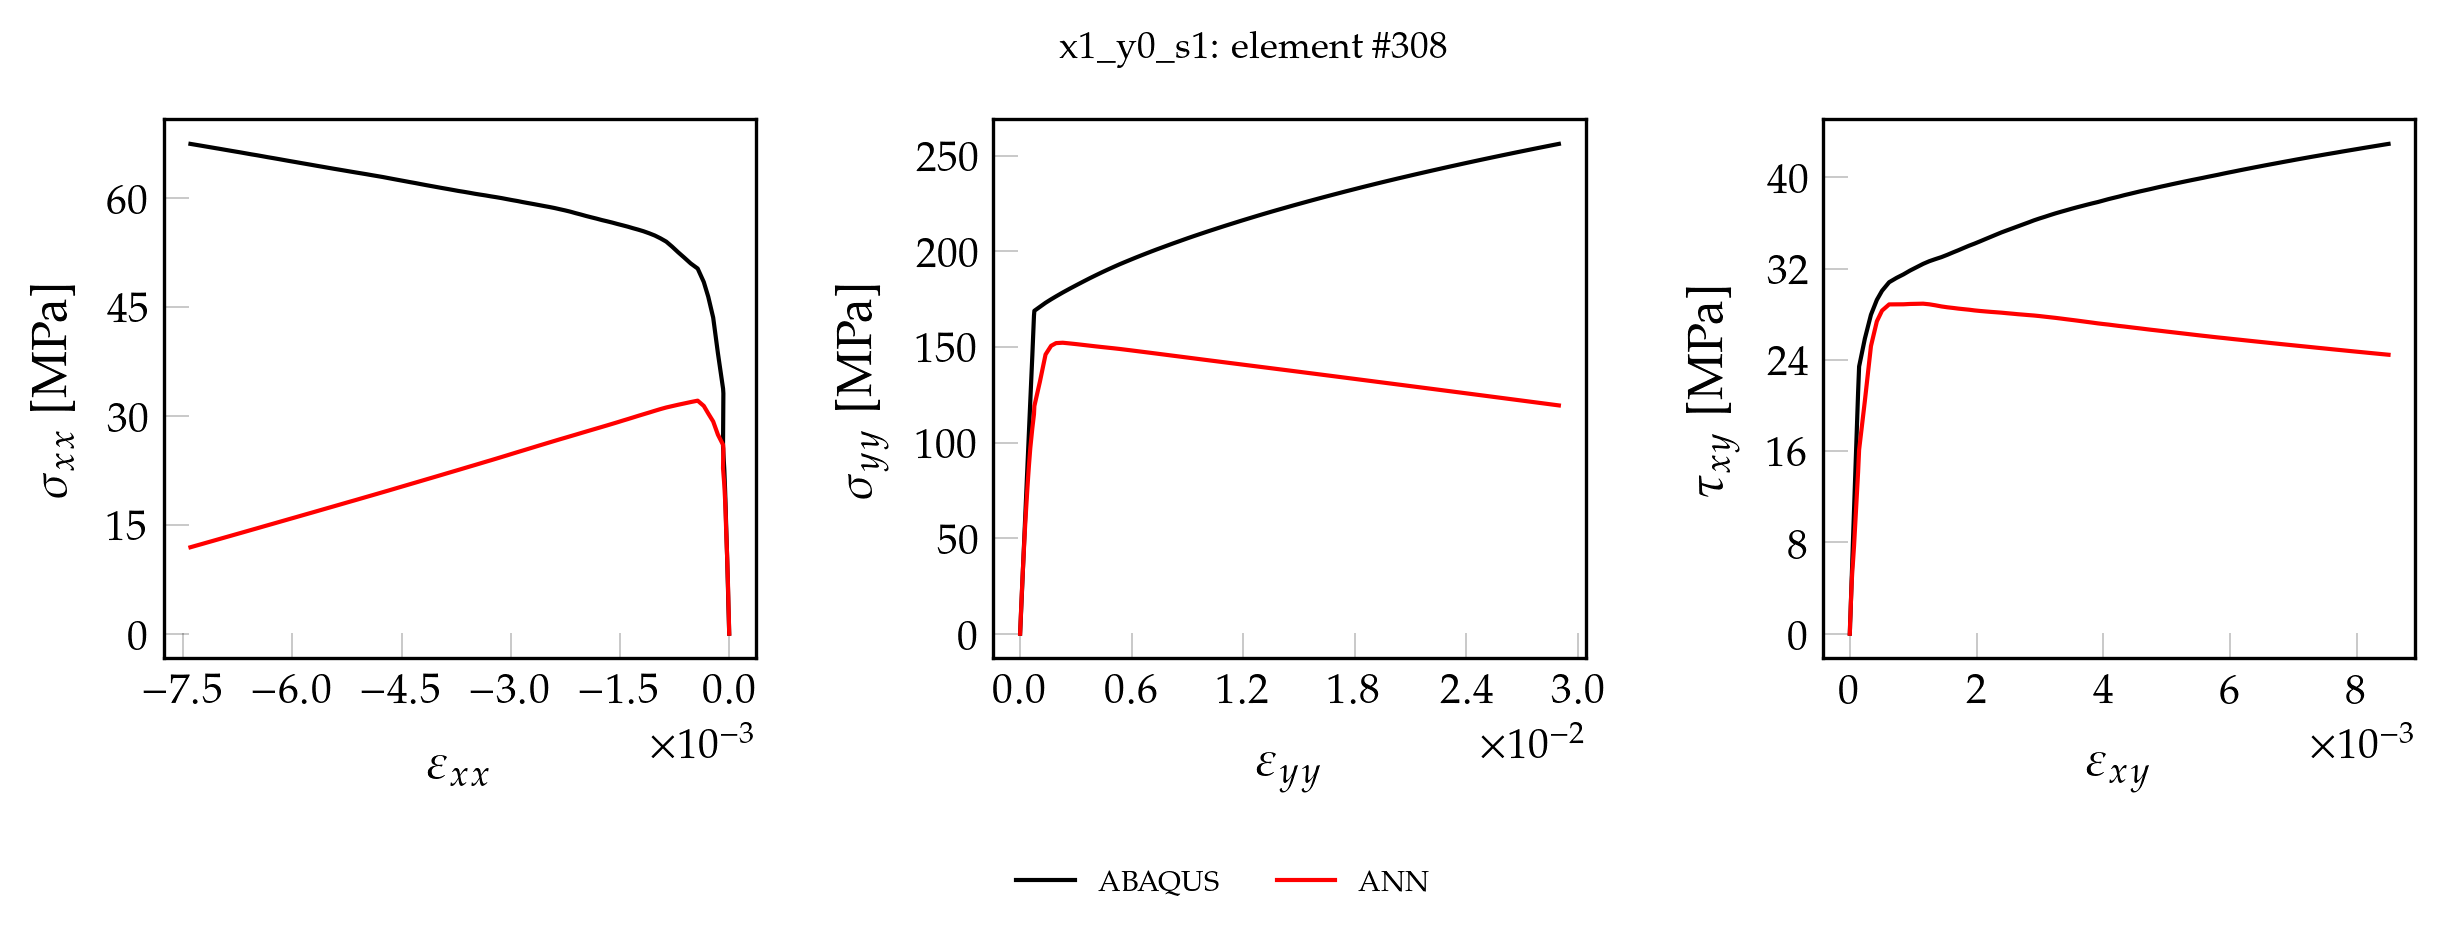 x1_y0_s1: element #308
σxx [MPa]
60
45
30
15
0
−7.5 −6.0 −4.5 −3.0 −1.5 0.0
×10−3
εxx
σyy [MPa]
250
200
150
100
50
0
0.0 0.6 1.2 1.8 2.4 3.0
×10−2
εyy
τxy [MPa]
40
32
24
16
8
0
0 2 4 6 8
×10−3
εxy
ABAQUS ANN